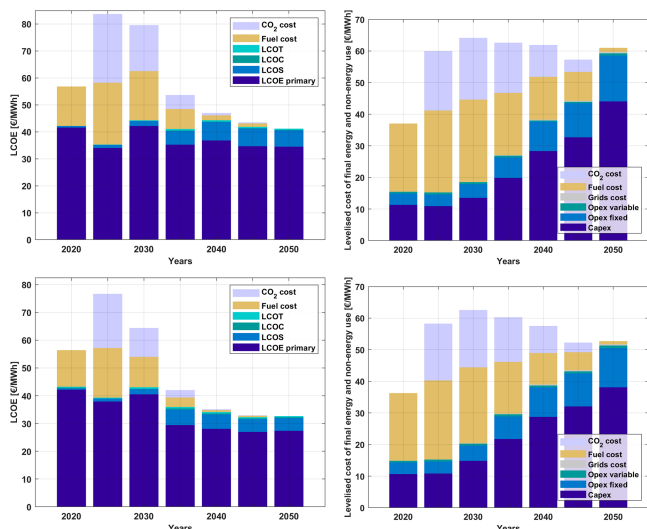 CO2 cost
Fuel cost
LCOT
LCOC
LCOS
LCOE primary
LCOE [€/MWh]
80
70
60
50
40
30
20
10
0
2020
2030
2040
2050
Years
CO2 cost
Fuel cost
Grids cost
Opex variable
Opex fixed
Capex
Levelised cost of final energy and non-energy use [€/MWh]
70
60
50
40
30
20
10
0
2020
2030
2040
2050
Years
CO2 cost
Fuel cost
LCOT
LCOC
LCOS
LCOE primary
LCOE [€/MWh]
80
70
60
50
40
30
20
10
0
2020
2030
2040
2050
Years
CO2 cost
Fuel cost
Grids cost
Opex variable
Opex fixed
Capex
Levelised cost of final energy and non-energy use [€/MWh]
70
60
50
40
30
20
10
0
2020
2030
2040
2050
Years